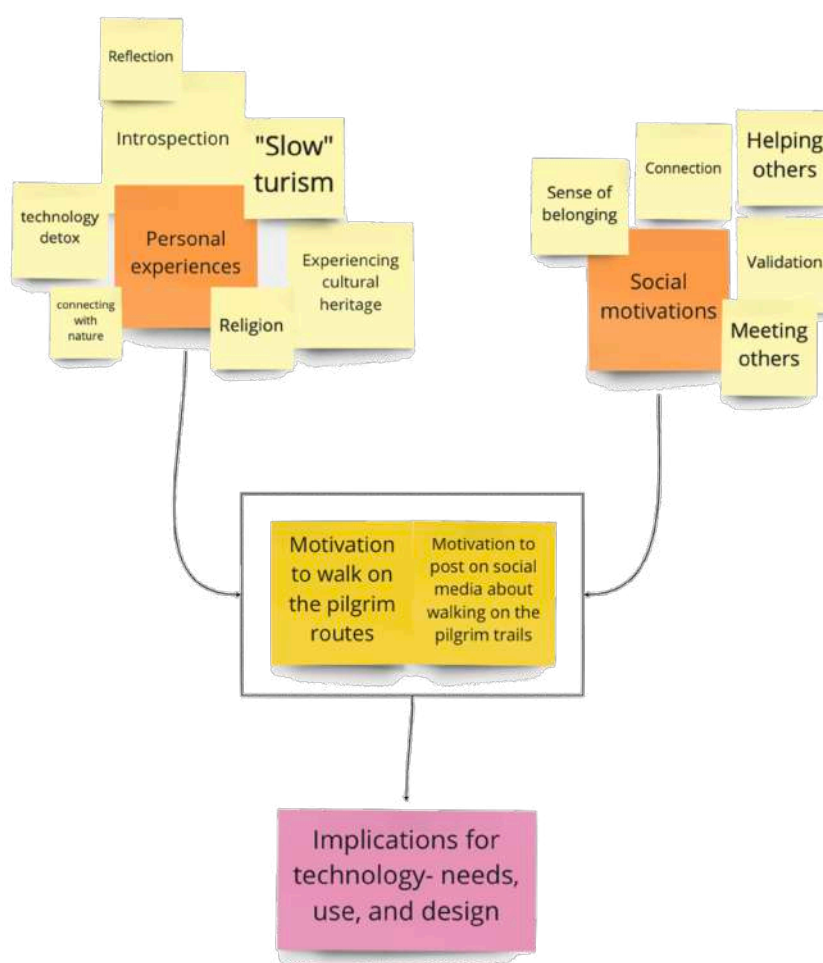 Reflection
Introspection
"Slow"
turism
technology
detox
Personal
experiences
Experiencing
cultural
heritage
connecting
with
nature
Religion
Helping
others
Connection
Sense of
belonging
Validation
Social
motivations
Meeting
others
Motivation
to walk on
the pilgrim
routes
Motivation to
post on social
media about
walking on the
pilgrim trails
Implications for
technology- needs,
use, and design